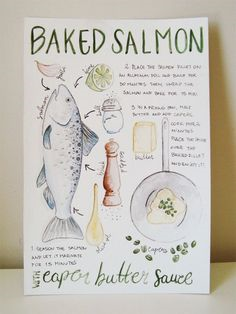 BAKED SALMON
2. PLACE THE SALMON FILLET ON
AN ALUMINUM FOIL AND BAKE FOR
30 MINUTES. THEN, UNWRAP THE
SALMON AND BAKE FOR 15 MIN.
3. IN A FRYING PAN, MELT
BUTTER AND ADD CAPERS.
COOK FOR 2
MINUTES.
PLACE THE SAUCE
OVER THE
BAKED FILLET
AND ENJOY IT!!!
butter
capers
1. SEASON THE SALMON
AND LET IT MARINATE
FOR 15 MINUTES
WITH caper butter SAUCE